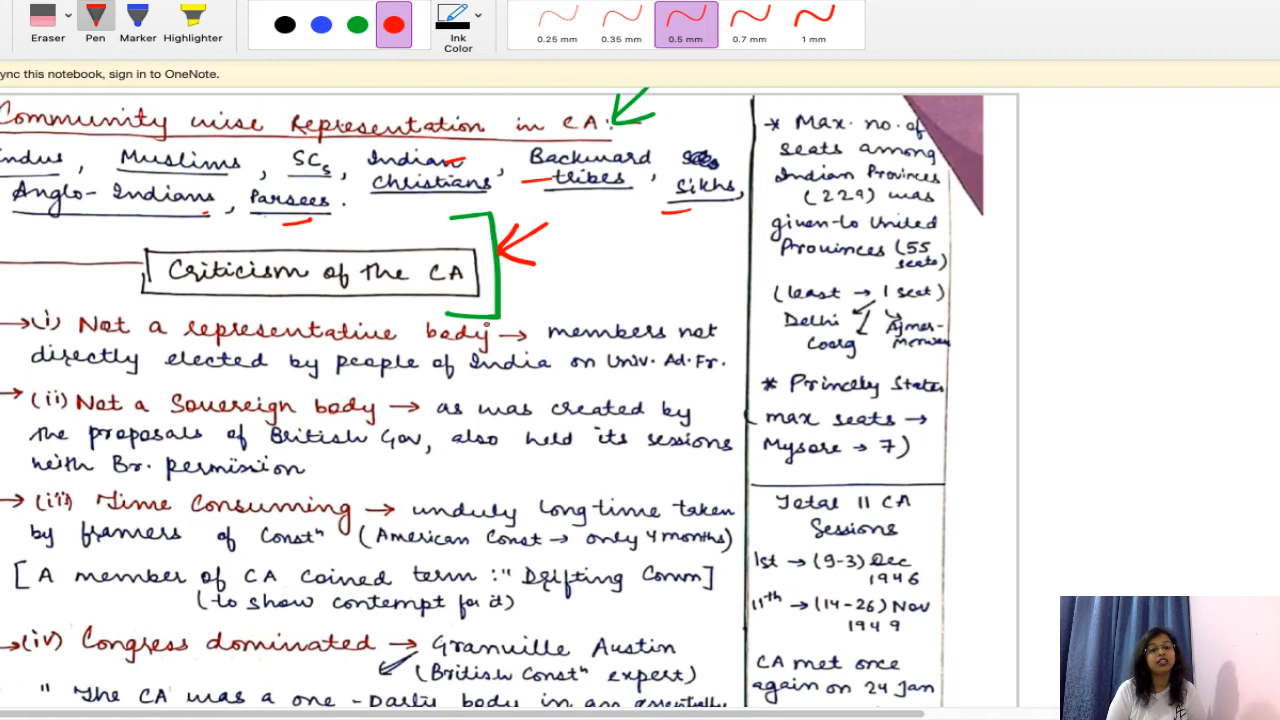 Eraser
Pen
Marker
Highlighter
Ink
Color
0.25 mm
0.35 mm
0.5 mm
0.7 mm
1 mm
ync this notebook, sign in to OneNote.
Community wise Representation in CA:-
indus, Muslims, SCs, Indian Christians, Backward tribes, Sikhs,
Anglo-Indians, Parsees.
Criticism of the CA
→(i) Not a representative body → members not
directly elected by people of India on Univ. Ad. Fr.
→(ii) Not a Sovereign body → as was created by
the proposals of British Gov, also held its sessions
with Br. permission
→(iii) Time Consuming → unduly long time taken
by framers of Constn (American Const → only 4 months)
[A member of CA coined term :" Drifting Comm]
(to show contempt for it)
→(iv) Congress dominated → Granville Austin
(British Constn expert)
" The CA was a one-Party body in an essentially
* Max. no. of
seats among
Indian Provinces
(229) was
given to United
Provinces (55
seats)
(least → 1 seat)
Delhi
Ajmer-
Coorg
Merwara
* Princely States
max seats →
Mysore → 7)
Total 11 CA
Sessions
1st → (9-3) Dec
1946
11th → (14-26) Nov
1949
CA met once
again on 24 Jan